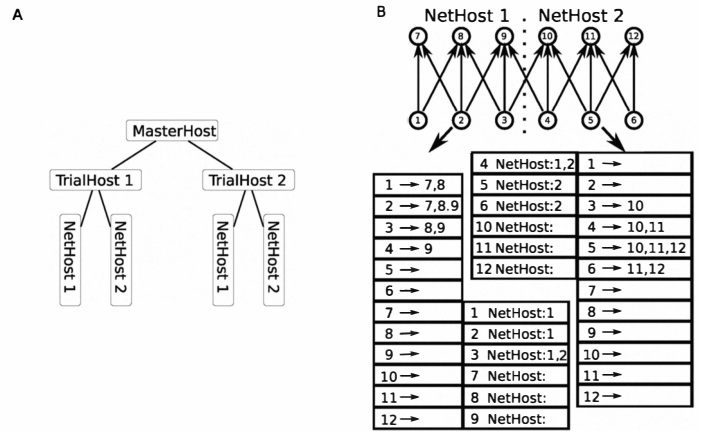 A
MasterHost
TrialHost 1
TrialHost 2
NetHost 1
NetHost 2
NetHost 1
NetHost 2
B
NetHost 1 . NetHost 2
7 8 9 10 11 12
1 2 3 4 5 6
1 → 7,8
2 → 7,8.9
3 → 8,9
4 → 9
5 →
6 →
7 →
8 →
9 →
10 →
11 →
12 →
1 NetHost:1
2 NetHost:1
3 NetHost:1,2
7 NetHost:
8 NetHost:
9 NetHost:
4 NetHost:1,2
5 NetHost:2
6 NetHost:2
10 NetHost:
11 NetHost:
12 NetHost:
1 →
2 →
3 → 10
4 → 10,11
5 → 10,11,12
6 → 11,12
7 →
8 →
9 →
10 →
11 →
12 →